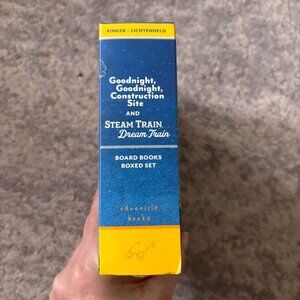 RINKER · LICHTENHELD
Goodnight,
Goodnight,
Construction
Site
AND
STEAM TRAIN,
Dream Train
BOARD BOOKS
BOXED SET
chronicle
books